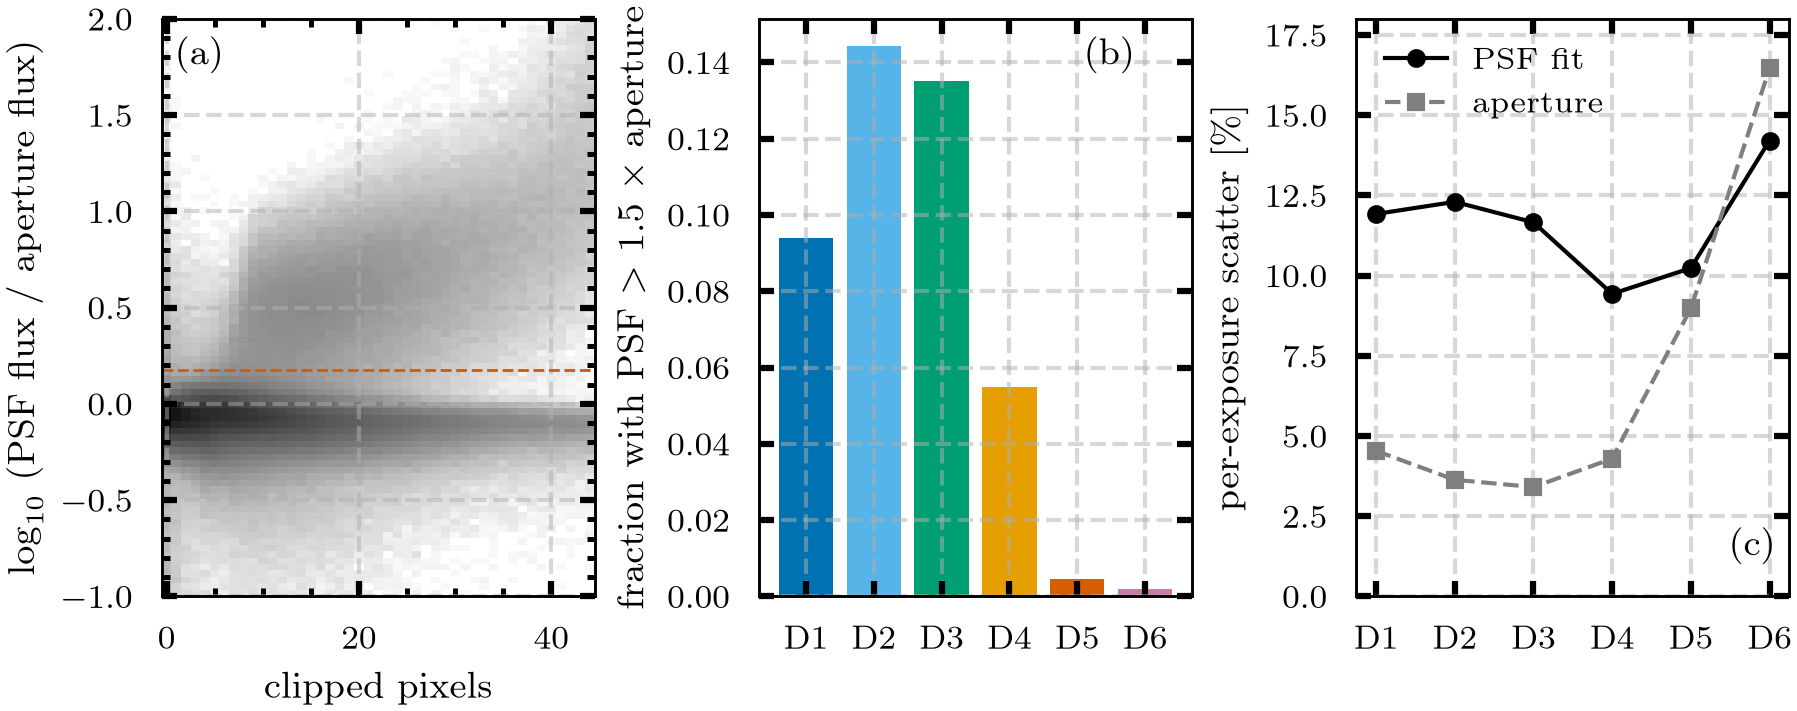 log10 (PSF flux / aperture flux)
2.0
1.5
1.0
0.5
0.0
−0.5
−1.0
(a)
0 20 40
clipped pixels
fraction with PSF > 1.5 × aperture
0.14
0.12
0.10
0.08
0.06
0.04
0.02
0.00
(b)
D1 D2 D3 D4 D5 D6
per-exposure scatter [%]
17.5
15.0
12.5
10.0
7.5
5.0
2.5
0.0
PSF fit
aperture
(c)
D1 D2 D3 D4 D5 D6